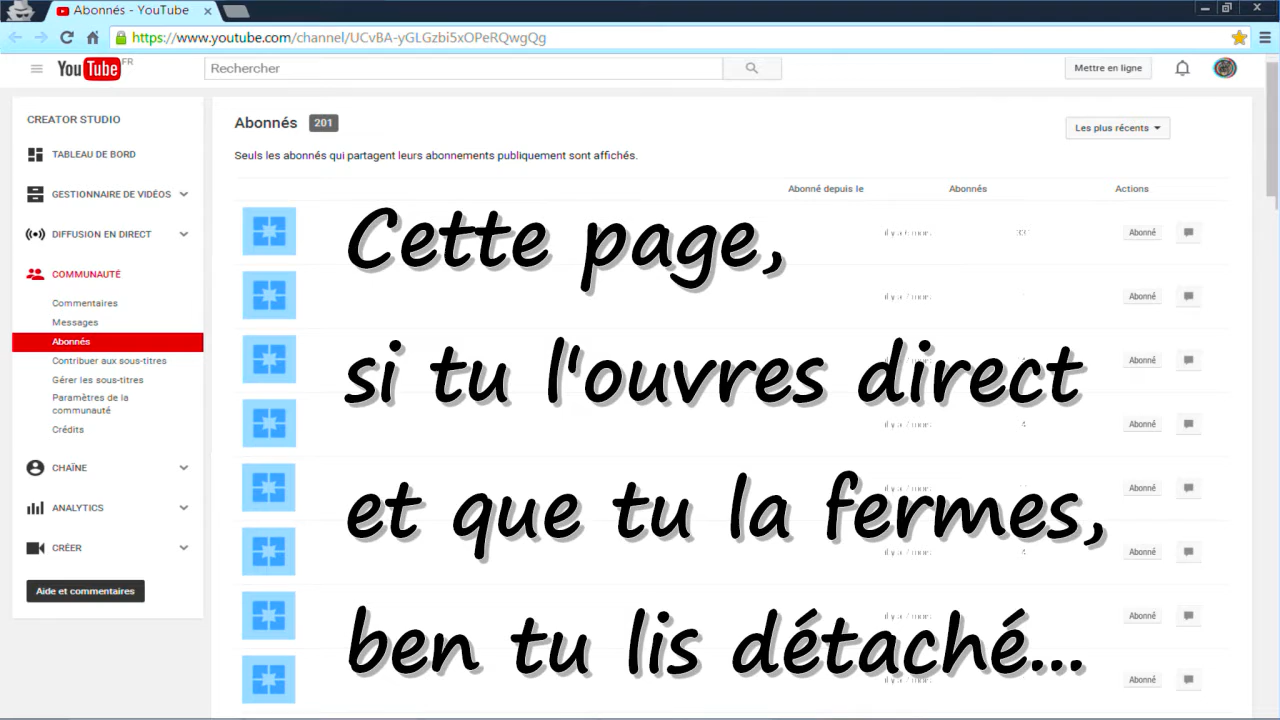 Abonnés - YouTube
https://www.youtube.com/channel/UCvBA-yGLGzbi5xOPeRQwgQg
YouTube FR
Rechercher
Mettre en ligne
CREATOR STUDIO
TABLEAU DE BORD
GESTIONNAIRE DE VIDÉOS
DIFFUSION EN DIRECT
COMMUNAUTÉ
Commentaires
Messages
Abonnés
Contribuer aux sous-titres
Gérer les sous-titres
Paramètres de la
communauté
Crédits
CHAÎNE
ANALYTICS
CRÉER
Aide et commentaires
Abonnés 201
Les plus récents
Seuls les abonnés qui partagent leurs abonnements publiquement sont affichés.
Abonné depuis le Abonnés Actions
Cette page,
si tu l'ouvres direct
et que tu la fermes,
ben tu lis détaché...
Abonné
Abonné
Abonné
Abonné
Abonné
Abonné
Abonné
Abonné